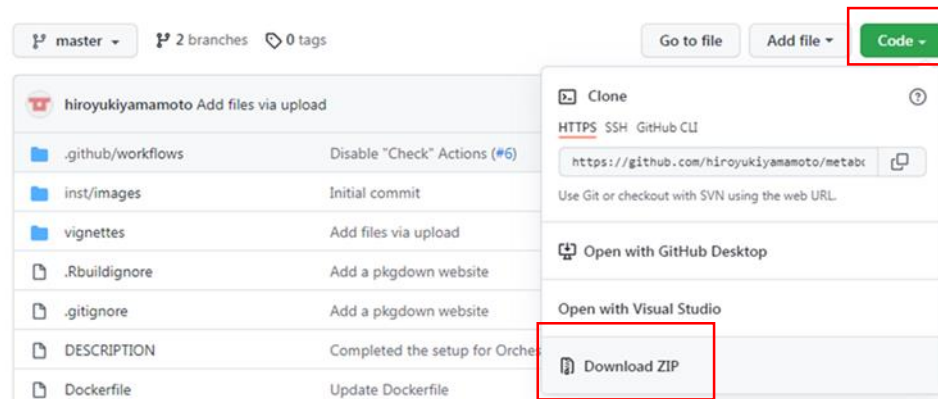 master 2 branches 0 tags Go to file Add file Code
hiroyukiyamamoto Add files via upload
.github/workflows Disable "Check" Actions (#6)
inst/images Initial commit
vignettes Add files via upload
.Rbuildignore Add a pkgdown website
.gitignore Add a pkgdown website
DESCRIPTION Completed the setup for Orches
Dockerfile Update Dockerfile
Clone
HTTPS SSH GitHub CLI
https://github.com/hiroyukiyamamoto/metabo
Use Git or checkout with SVN using the web URL.
Open with GitHub Desktop
Open with Visual Studio
Download ZIP